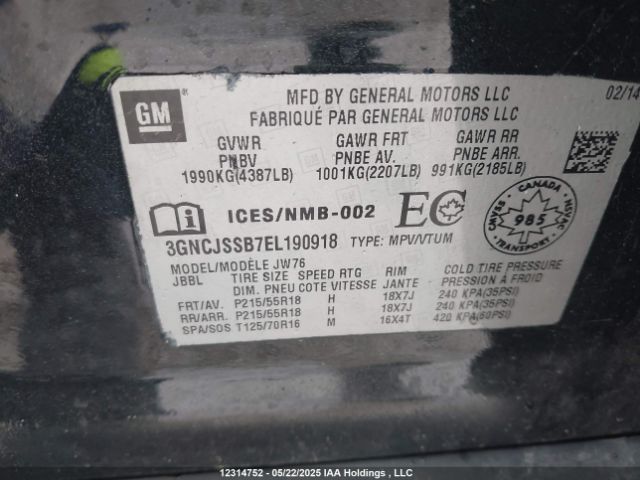 GM
MFD BY GENERAL MOTORS LLC
02/14
FABRIQUÉ PAR GENERAL MOTORS LLC
GVWR GAWR FRT GAWR RR
PNBV PNBE AV. PNBE ARR.
1990KG(4387LB) 1001KG(2207LB) 991KG(2185LB)
ICES/NMB-002 EC
CANADA
CMVSS 985 NSVAC
3GNCJSSB7EL190918 TYPE: MPV/VTUM
MODEL/MODÈLE JW76
JBBL TIRE SIZE SPEED RTG RIM COLD TIRE PRESSURE
DIM. PNEU COTE VITESSE JANTE PRESSION À FROID
FRT/AV. P215/55R18 H 18X7J 240 KPA(35PSI)
RR/ARR. P215/55R18 H 18X7J 240 KPA(35PSI)
SPA/SOS T125/70R16 M 16X4T 420 KPA(60PSI)
12314752 - 05/22/2025 IAA Holdings , LLC